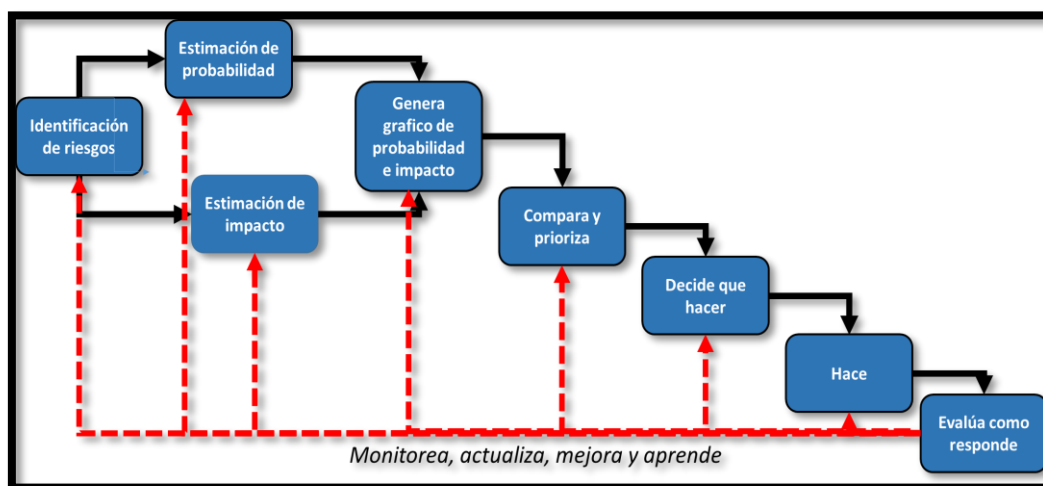 Estimación de
probabilidad
Identificación
de riesgos
Genera
grafico de
probabilidad
e impacto
Estimación de
impacto
Compara y
prioriza
Decide que
hacer
Hace
Evalúa como
responde
Monitorea, actualiza, mejora y aprende